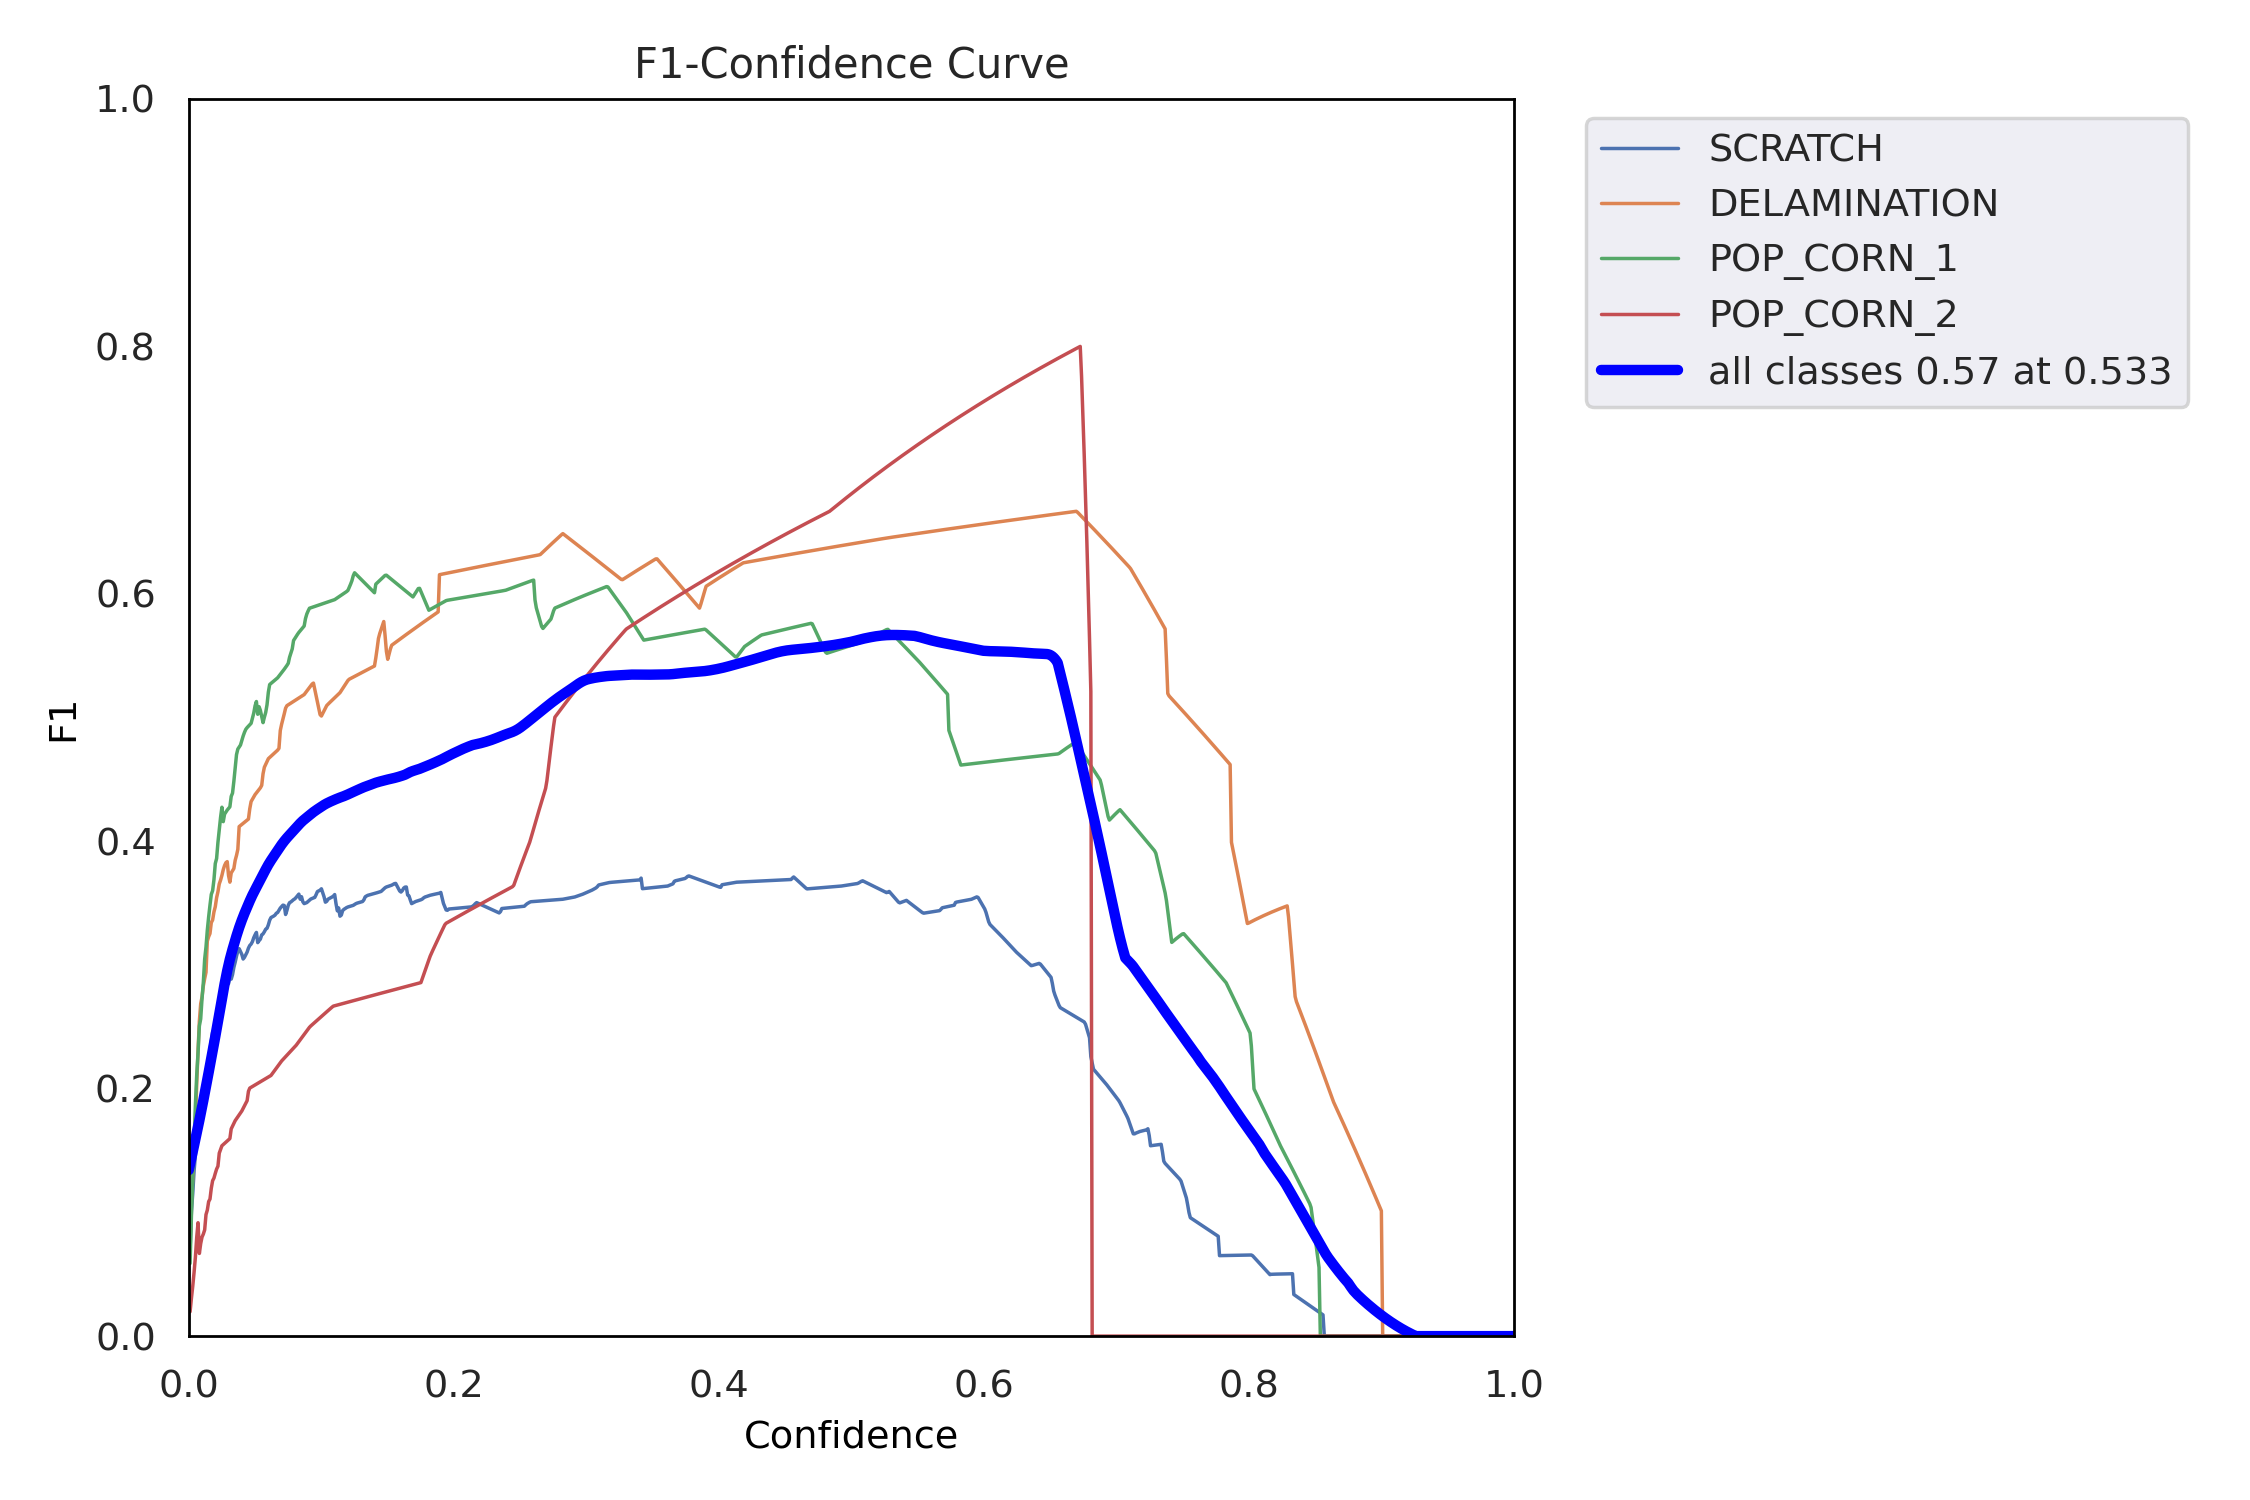 F1-Confidence Curve
1.0
0.8
0.6
0.4
0.2
0.0
F1
0.0 0.2 0.4 0.6 0.8 1.0
Confidence
SCRATCH
DELAMINATION
POP_CORN_1
POP_CORN_2
all classes 0.57 at 0.533